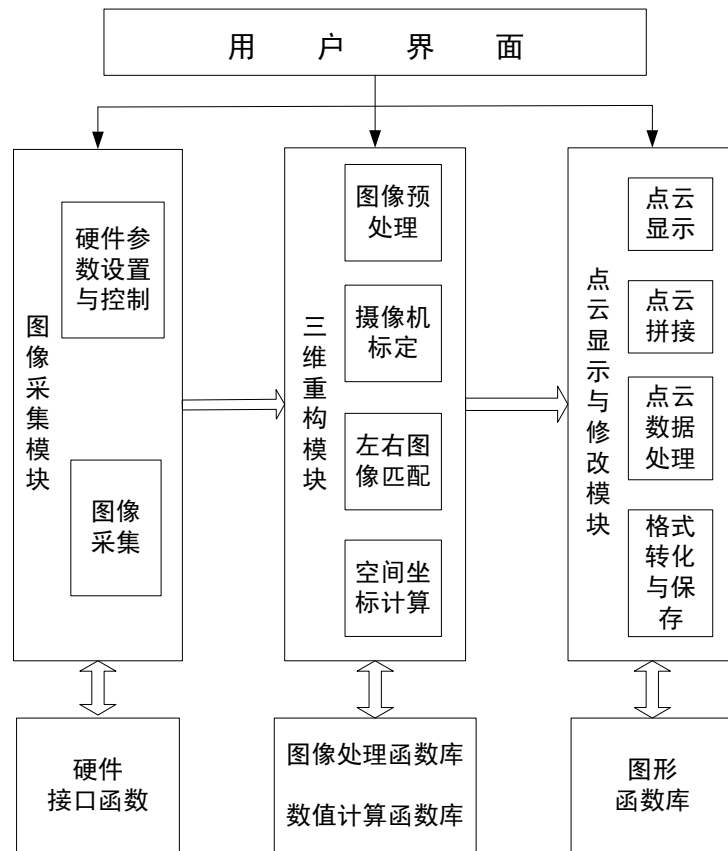 用户界面
图像采集模块
硬件参
数设置
与控制
图像
采集
三维重构模块
图像预
处理
摄像机
标定
左右图
像匹配
空间坐
标计算
点云显示与修改模块
点云
显示
点云
拼接
点云
数据
处理
格式
转化
与保
存
硬件
接口函数
图像处理函数库
数值计算函数库
图形
函数库